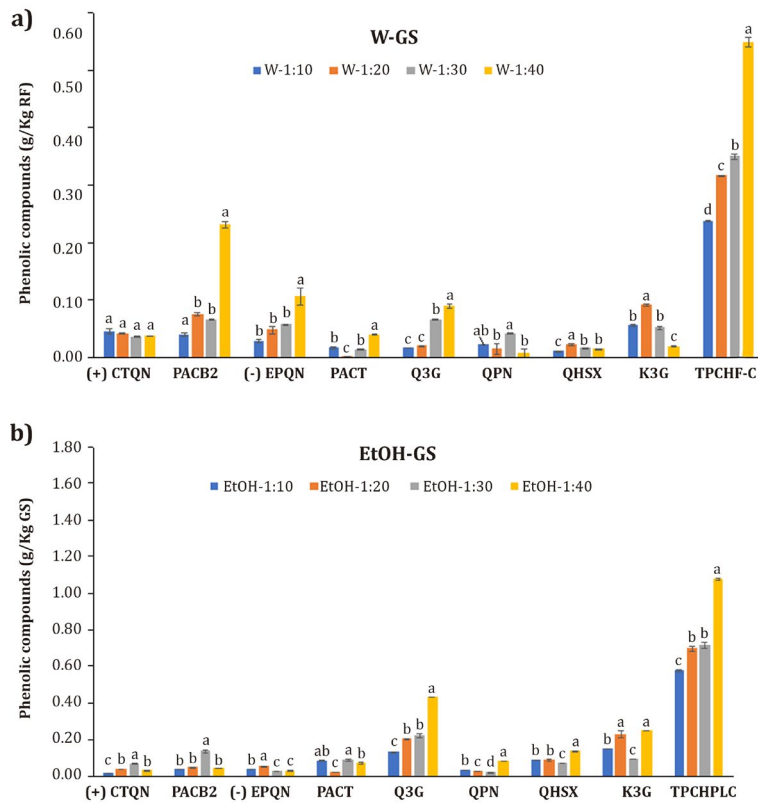 a)
W-GS
W-1:10 W-1:20 W-1:30 W-1:40
Phenolic compounds (g/Kg RF)
0.60
0.50
0.40
0.30
0.20
0.10
0.00
a a a a
b b b a
b b b a
b c b a
c c b a
ab b a b
c a b b
b a b c
d c b a
(+) CTQN PACB2 (-) EPQN PACT Q3G QPN QHSX K3G TPCHF-C
b)
EtOH-GS
EtOH-1:10 EtOH-1:20 EtOH-1:30 EtOH-1:40
Phenolic compounds (g/Kg GS)
1.80
1.60
1.40
1.20
1.00
0.80
0.60
0.40
0.20
0.00
c b a b
b b a b
b a c c
ab c a b
c b b a
b c d a
b b c a
b a c a
c b b a
(+) CTQN PACB2 (-) EPQN PACT Q3G QPN QHSX K3G TPCHPLC